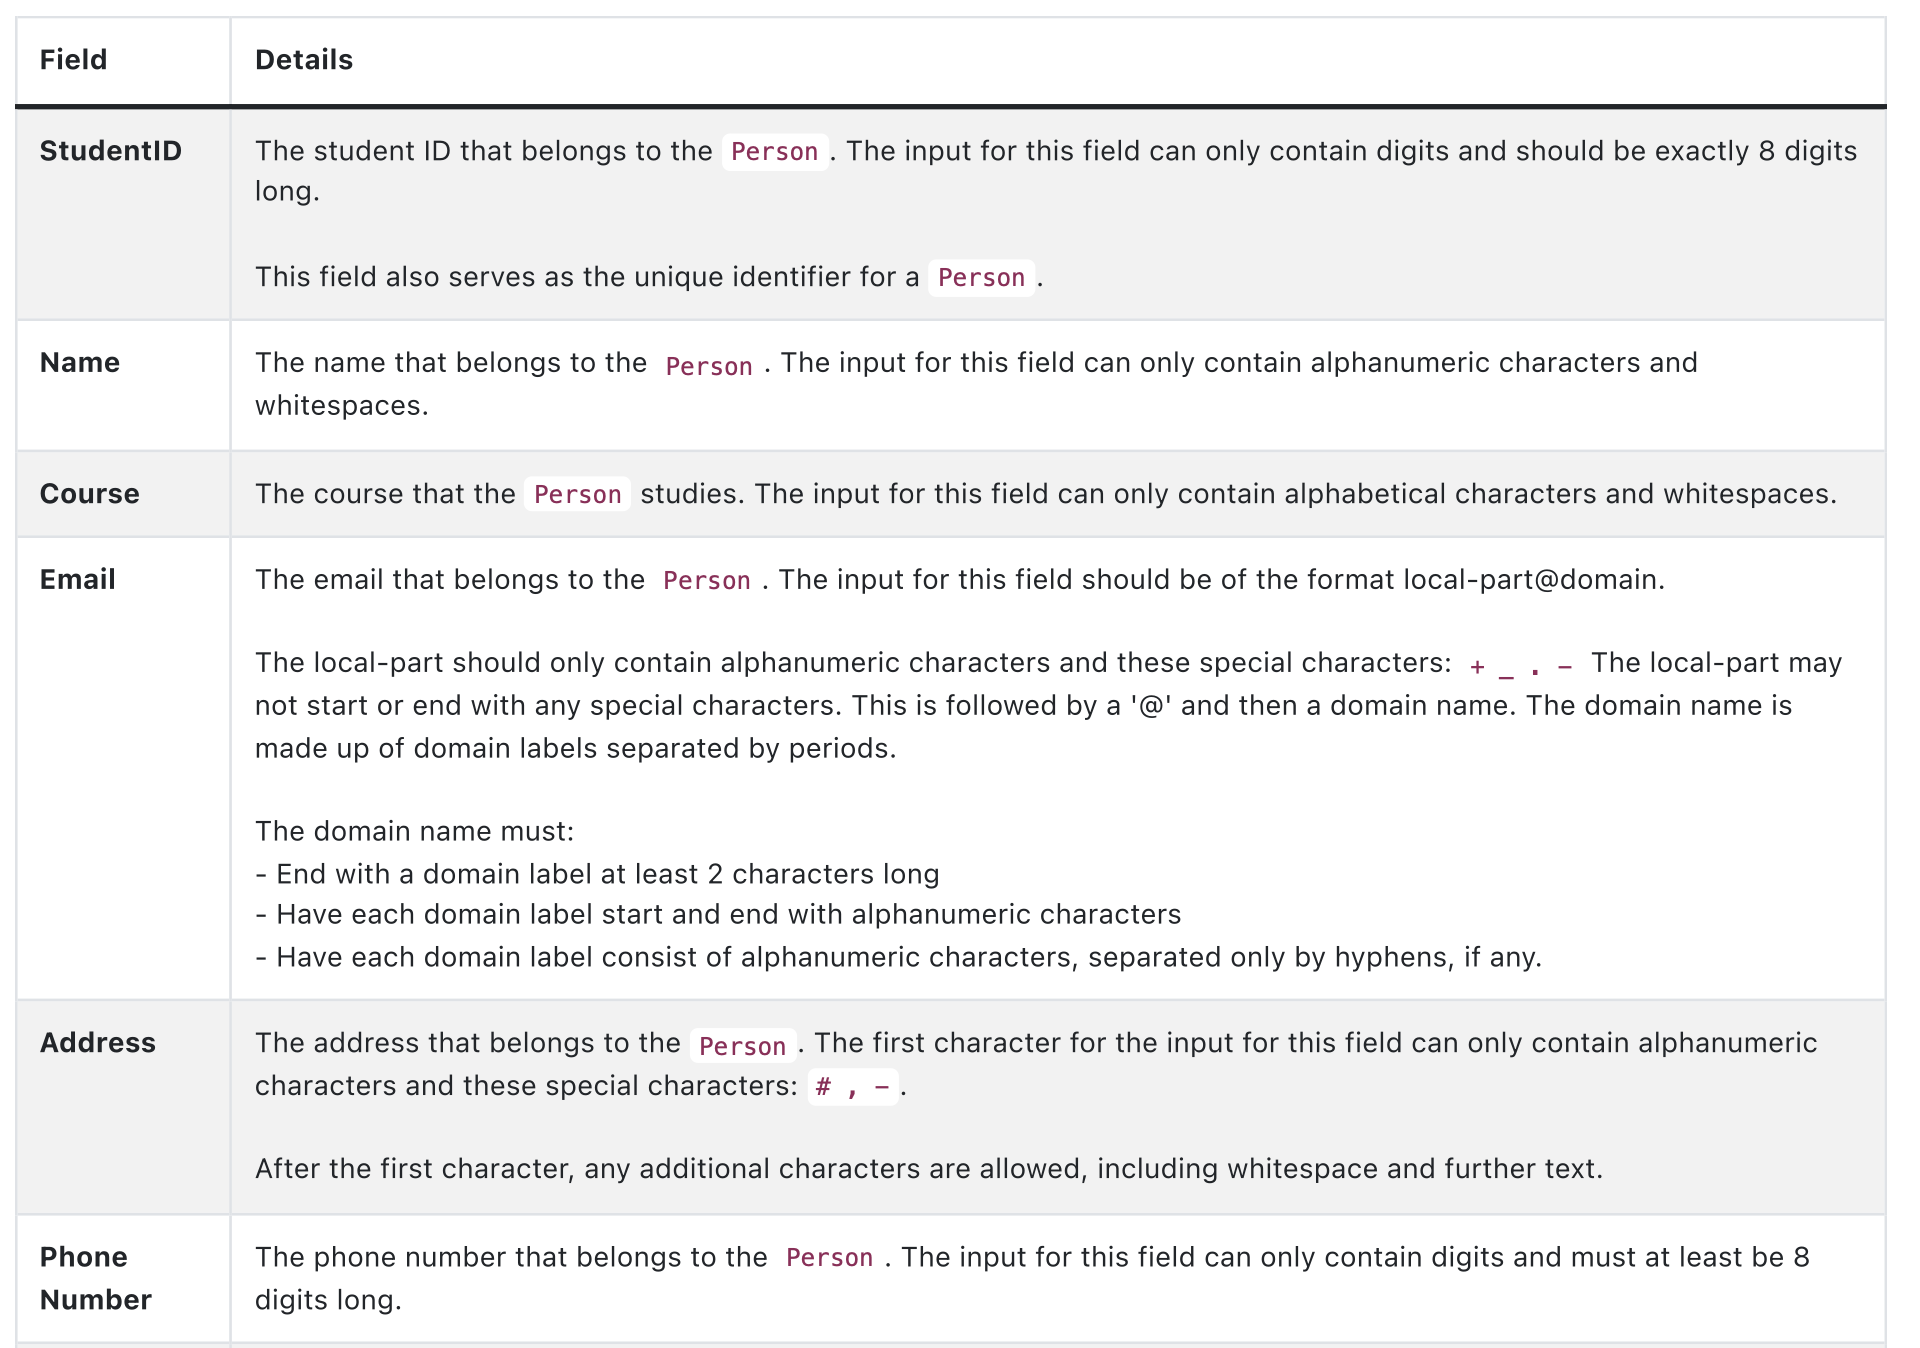 Field Details
StudentID The student ID that belongs to the Person. The input for this field can only contain digits and should be exactly 8 digits
long.
This field also serves as the unique identifier for a Person.
Name The name that belongs to the Person. The input for this field can only contain alphanumeric characters and
whitespaces.
Course The course that the Person studies. The input for this field can only contain alphabetical characters and whitespaces.
Email The email that belongs to the Person. The input for this field should be of the format local-part@domain.
The local-part should only contain alphanumeric characters and these special characters: + _ . - The local-part may
not start or end with any special characters. This is followed by a '@' and then a domain name. The domain name is
made up of domain labels separated by periods.
The domain name must:
- End with a domain label at least 2 characters long
- Have each domain label start and end with alphanumeric characters
- Have each domain label consist of alphanumeric characters, separated only by hyphens, if any.
Address The address that belongs to the Person. The first character for the input for this field can only contain alphanumeric
characters and these special characters: # , -.
After the first character, any additional characters are allowed, including whitespace and further text.
Phone The phone number that belongs to the Person. The input for this field can only contain digits and must at least be 8
Number digits long.